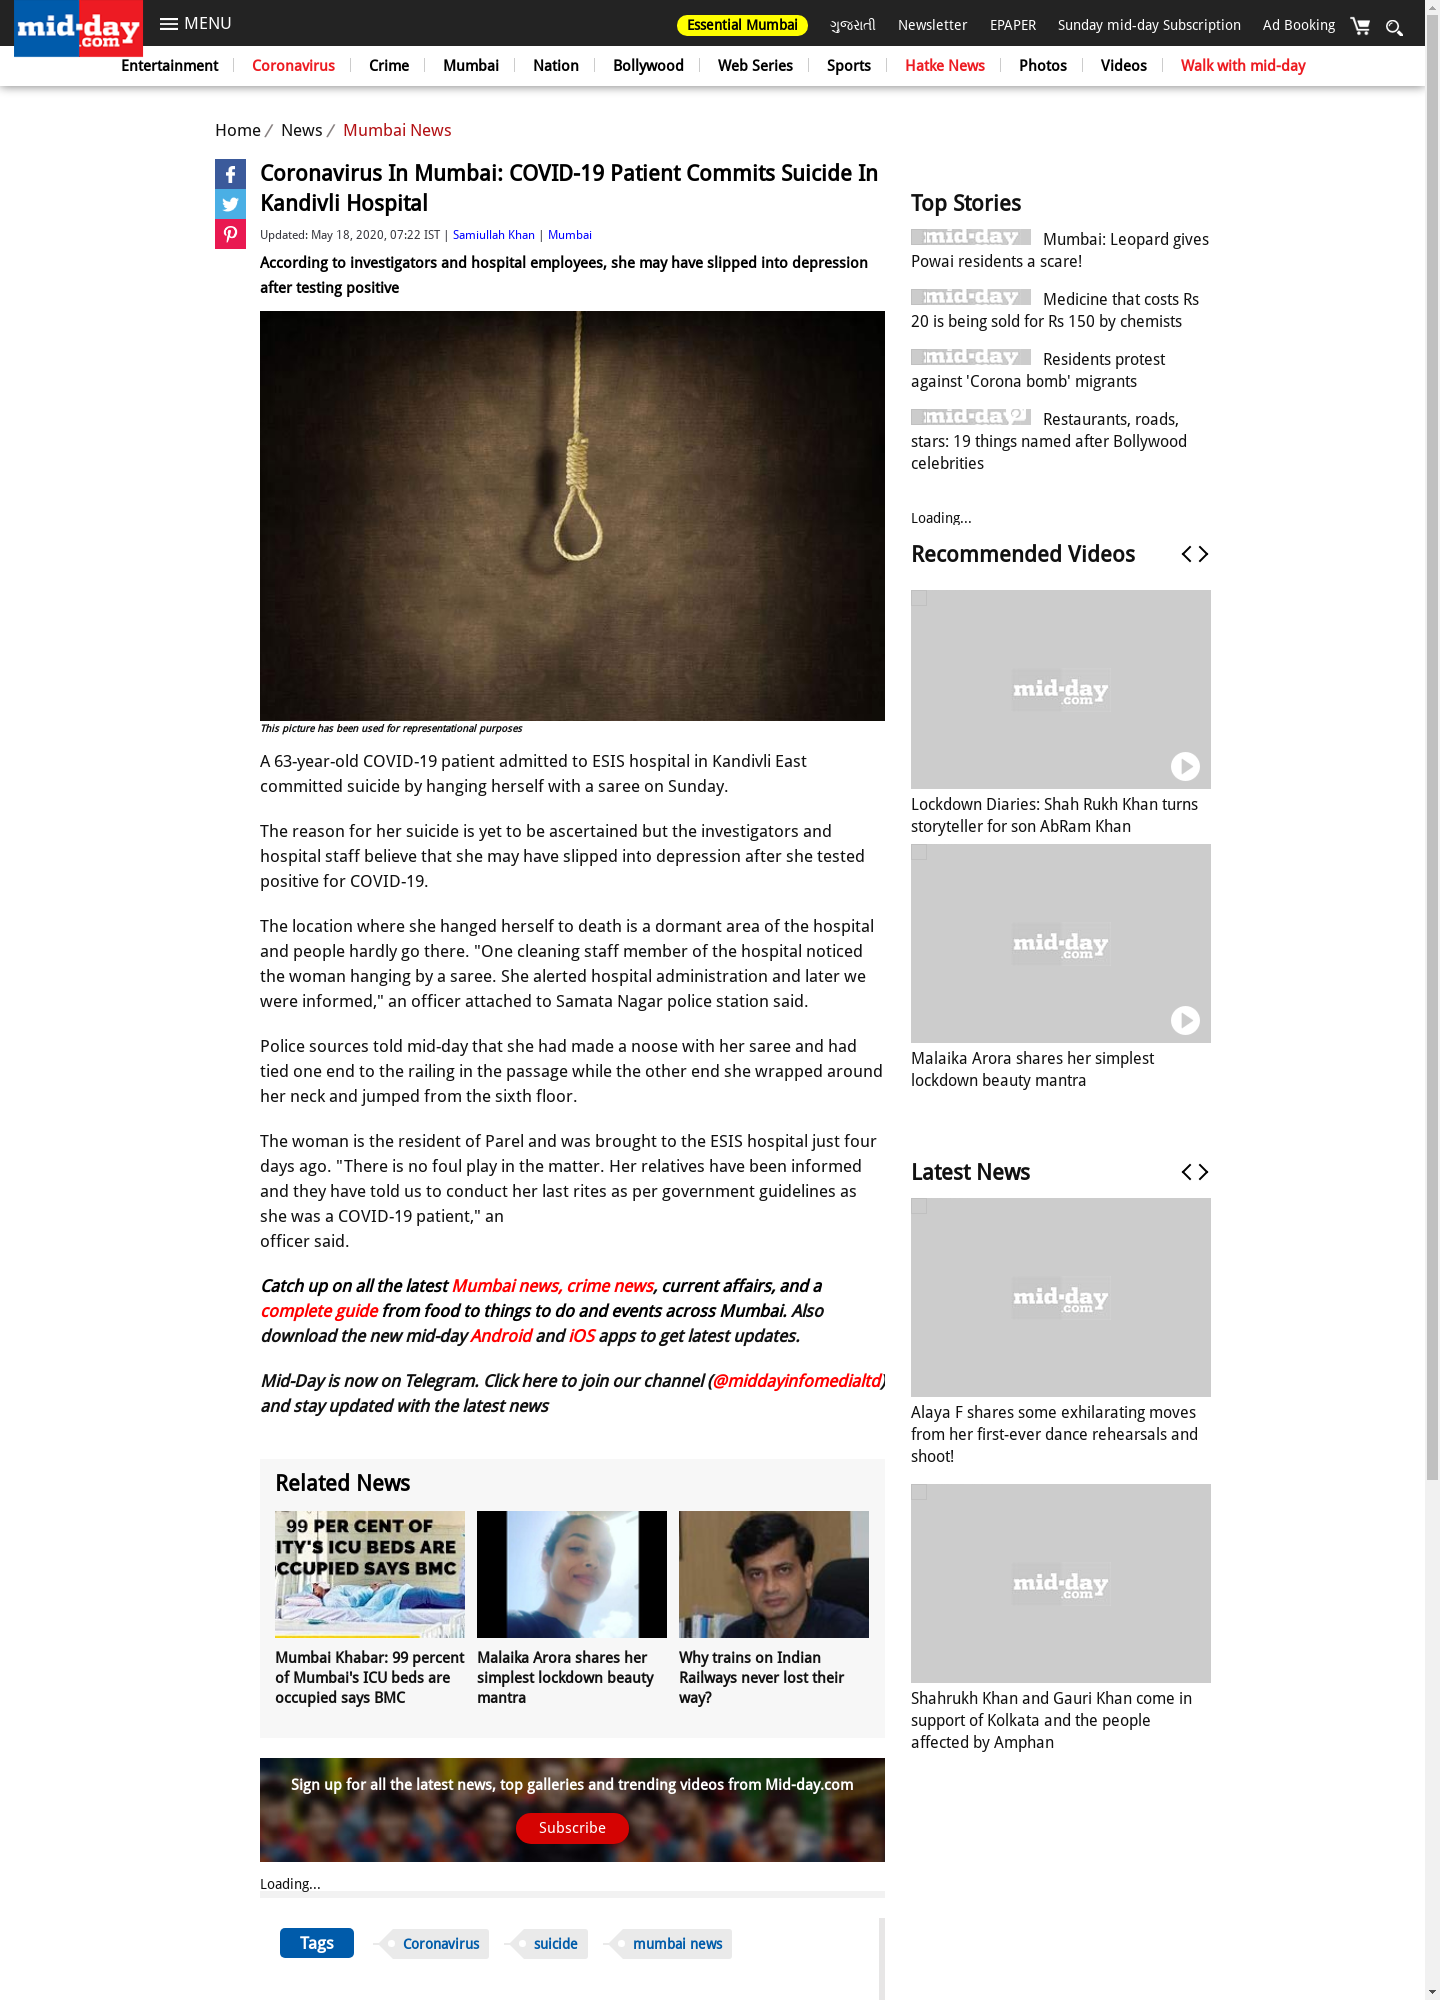 mid-day
.com
MENU
Essential Mumbai
ગુજરાતી
Newsletter
EPAPER
Sunday mid-day Subscription
Ad Booking
Entertainment
Coronavirus
Crime
Mumbai
Nation
Bollywood
Web Series
Sports
Hatke News
Photos
Videos
Walk with mid-day
Home / News / Mumbai News
Coronavirus In Mumbai: COVID-19 Patient Commits Suicide In
Kandivli Hospital
Updated: May 18, 2020, 07:22 IST | Samiullah Khan | Mumbai
According to investigators and hospital employees, she may have slipped into depression
after testing positive
This picture has been used for representational purposes
A 63-year-old COVID-19 patient admitted to ESIS hospital in Kandivli East
committed suicide by hanging herself with a saree on Sunday.
The reason for her suicide is yet to be ascertained but the investigators and
hospital staff believe that she may have slipped into depression after she tested
positive for COVID-19.
The location where she hanged herself to death is a dormant area of the hospital
and people hardly go there. "One cleaning staff member of the hospital noticed
the woman hanging by a saree. She alerted hospital administration and later we
were informed," an officer attached to Samata Nagar police station said.
Police sources told mid-day that she had made a noose with her saree and had
tied one end to the railing in the passage while the other end she wrapped around
her neck and jumped from the sixth floor.
The woman is the resident of Parel and was brought to the ESIS hospital just four
days ago. "There is no foul play in the matter. Her relatives have been informed
and they have told us to conduct her last rites as per government guidelines as
she was a COVID-19 patient," an
officer said.
Catch up on all the latest Mumbai news, crime news, current affairs, and a
complete guide from food to things to do and events across Mumbai. Also
download the new mid-day Android and iOS apps to get latest updates.
Mid-Day is now on Telegram. Click here to join our channel (@middayinfomedialtd)
and stay updated with the latest news
Related News
99 PER CENT OF
ITY'S ICU BEDS ARE
CCUPIED SAYS BMC
Mumbai Khabar: 99 percent
of Mumbai's ICU beds are
occupied says BMC
Malaika Arora shares her
simplest lockdown beauty
mantra
Why trains on Indian
Railways never lost their
way?
Sign up for all the latest news, top galleries and trending videos from Mid-day.com
Subscribe
Loading...
Tags
Coronavirus
suicide
mumbai news
Top Stories
mid-day
Mumbai: Leopard gives
Powai residents a scare!
mid-day
Medicine that costs Rs
20 is being sold for Rs 150 by chemists
mid-day
Residents protest
against 'Corona bomb' migrants
mid-day
Restaurants, roads,
stars: 19 things named after Bollywood
celebrities
Loading...
Recommended Videos
mid-day
.com
Lockdown Diaries: Shah Rukh Khan turns
storyteller for son AbRam Khan
mid-day
.com
Malaika Arora shares her simplest
lockdown beauty mantra
Latest News
mid-day
.com
Alaya F shares some exhilarating moves
from her first-ever dance rehearsals and
shoot!
mid-day
.com
Shahrukh Khan and Gauri Khan come in
support of Kolkata and the people
affected by Amphan